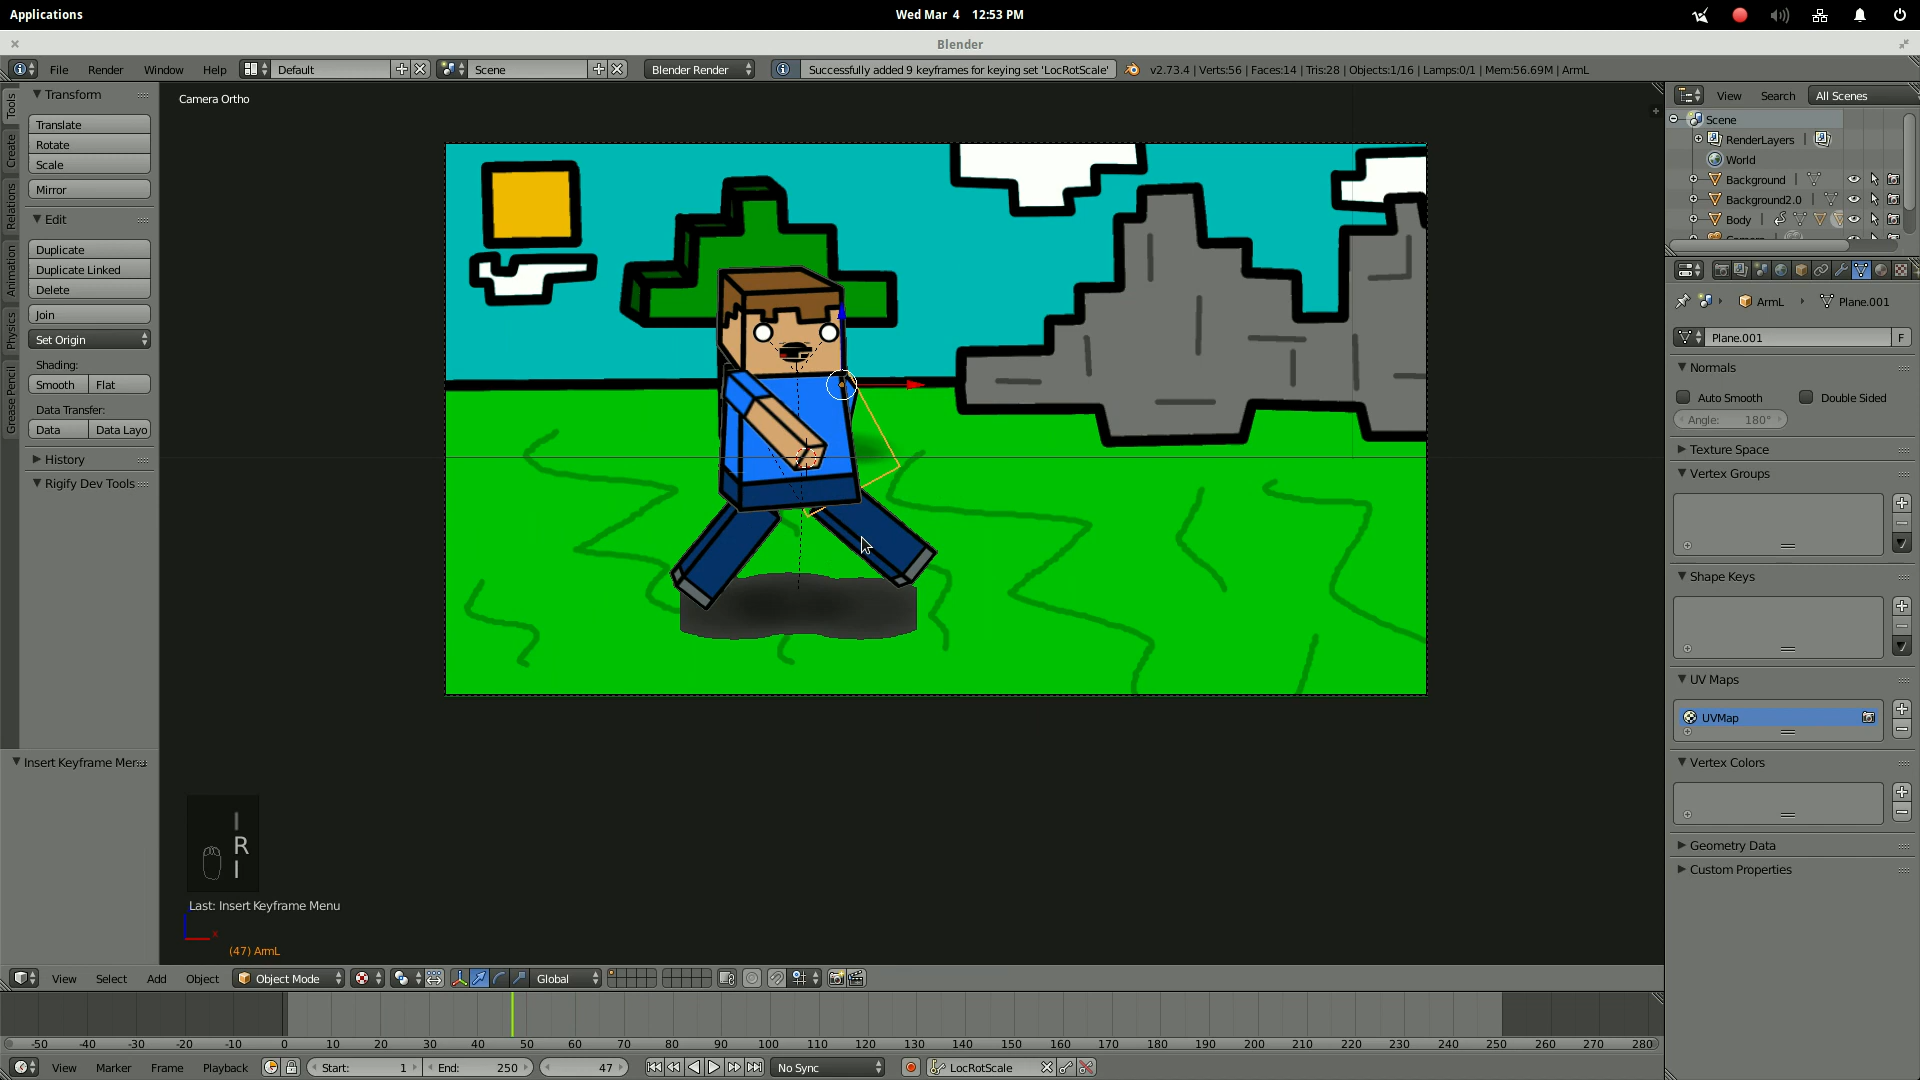 Applications
Wed Mar 4 12:53 PM
Blender
File Render Window Help Default Scene Blender Render Successfully added 9 keyframes for keying set 'LocRotScale' v2.73.4 | Verts:56 | Faces:14 | Tris:28 | Objects:1/16 | Lamps:0/1 | Mem:56.69M | ArmL
Tools
Create
Relations
Animation
Physics
Grease Pencil
Transform
Translate
Rotate
Scale
Mirror
Edit
Duplicate
Duplicate Linked
Delete
Join
Set Origin
Shading:
Smooth Flat
Data Transfer:
Data Data Layo
History
Rigify Dev Tools
Insert Keyframe Men
Camera Ortho
I
R
I
Last: Insert Keyframe Menu
x
(47) ArmL
View Search All Scenes
Scene
RenderLayers
World
Background
Background2.0
Body
ArmL Plane.001
Plane.001 F
Normals
Auto Smooth Double Sided
Angle: 180°
Texture Space
Vertex Groups
Shape Keys
UV Maps
UVMap
Vertex Colors
Geometry Data
Custom Properties
View Select Add Object Object Mode Global
-50 -40 -30 -20 -10 0 10 20 30 40 50 60 70 80 90 100 110 120 130 140 150 160 170 180 190 200 210 220 230 240 250 260 270 280
View Marker Frame Playback Start: 1 End: 250 47 No Sync LocRotScale